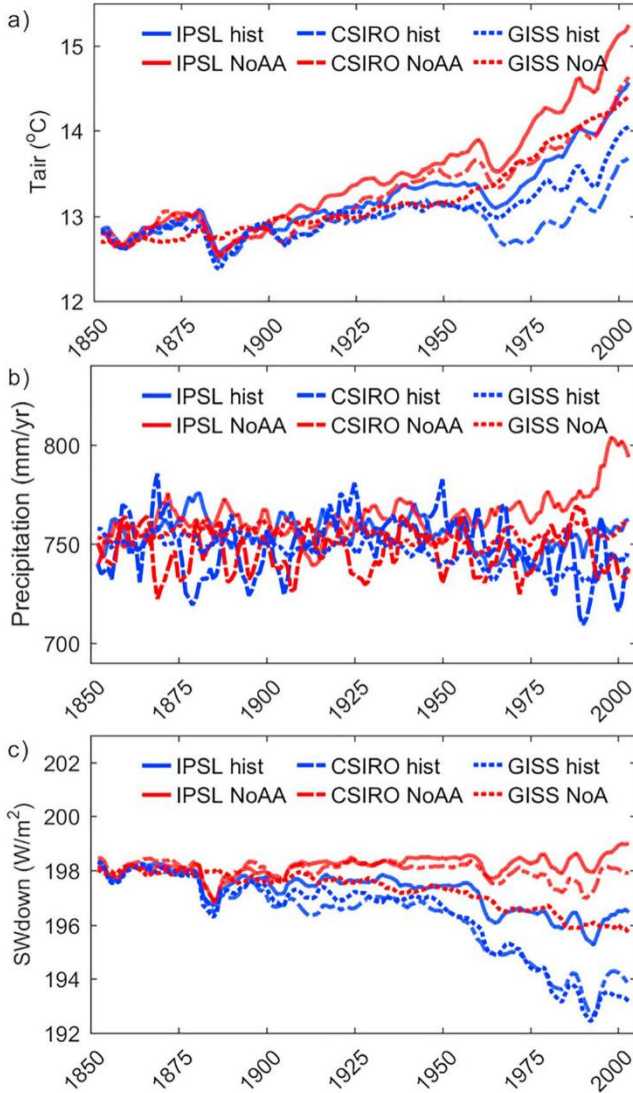 a)
IPSL hist CSIRO hist GISS hist
IPSL NoAA CSIRO NoAA GISS NoA
Tair (°C)
15
14
13
12
1850 1875 1900 1925 1950 1975 2000
b)
IPSL hist CSIRO hist GISS hist
IPSL NoAA CSIRO NoAA GISS NoA
Precipitation (mm/yr)
800
750
700
1850 1875 1900 1925 1950 1975 2000
c)
IPSL hist CSIRO hist GISS hist
IPSL NoAA CSIRO NoAA GISS NoA
SWdown (W/m²)
202
200
198
196
194
192
1850 1875 1900 1925 1950 1975 2000